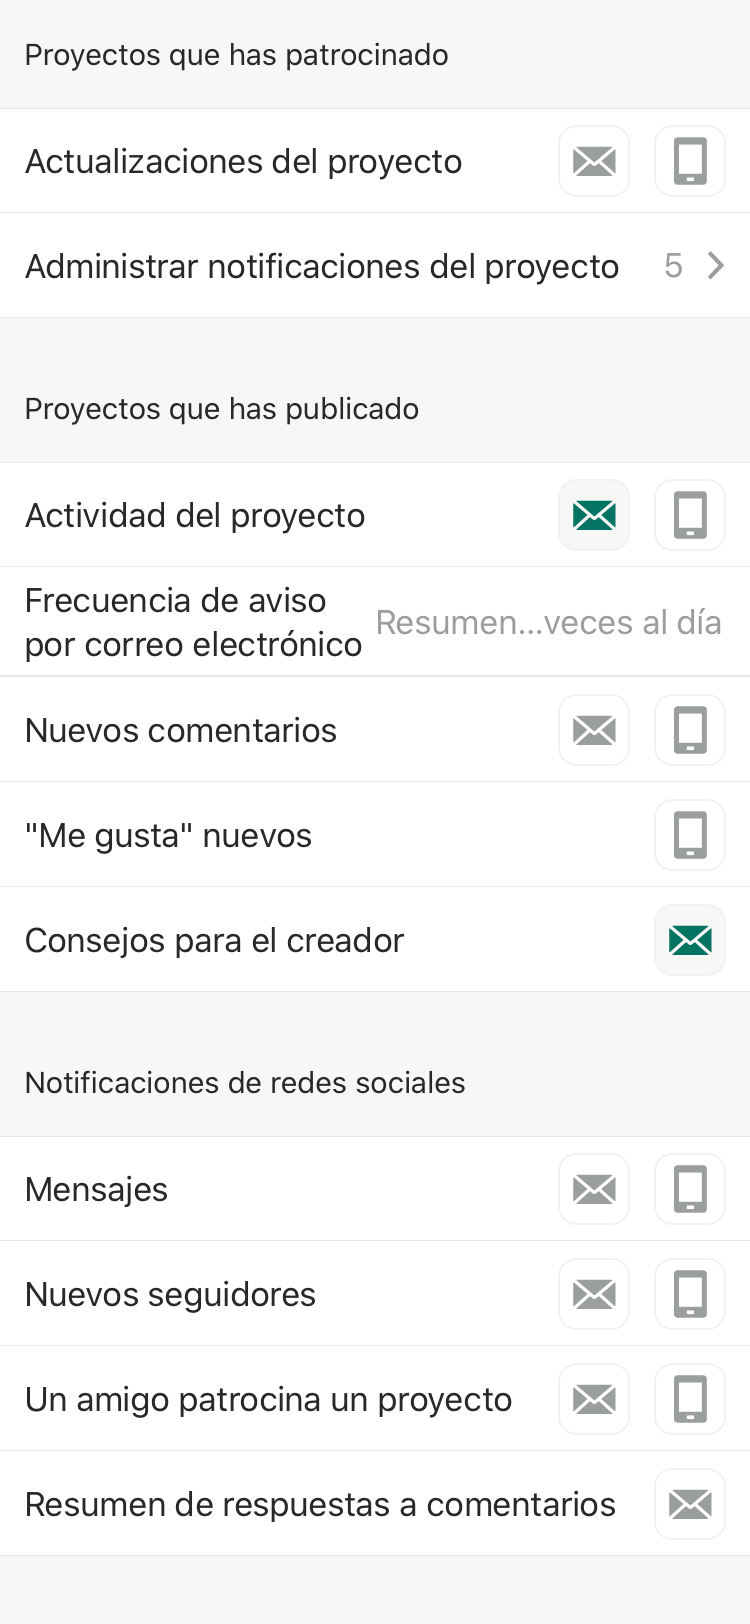 Proyectos que has patrocinado
Actualizaciones del proyecto
Administrar notificaciones del proyecto 5
Proyectos que has publicado
Actividad del proyecto
Frecuencia de aviso
por correo electrónico
Resumen...veces al día
Nuevos comentarios
"Me gusta" nuevos
Consejos para el creador
Notificaciones de redes sociales
Mensajes
Nuevos seguidores
Un amigo patrocina un proyecto
Resumen de respuestas a comentarios